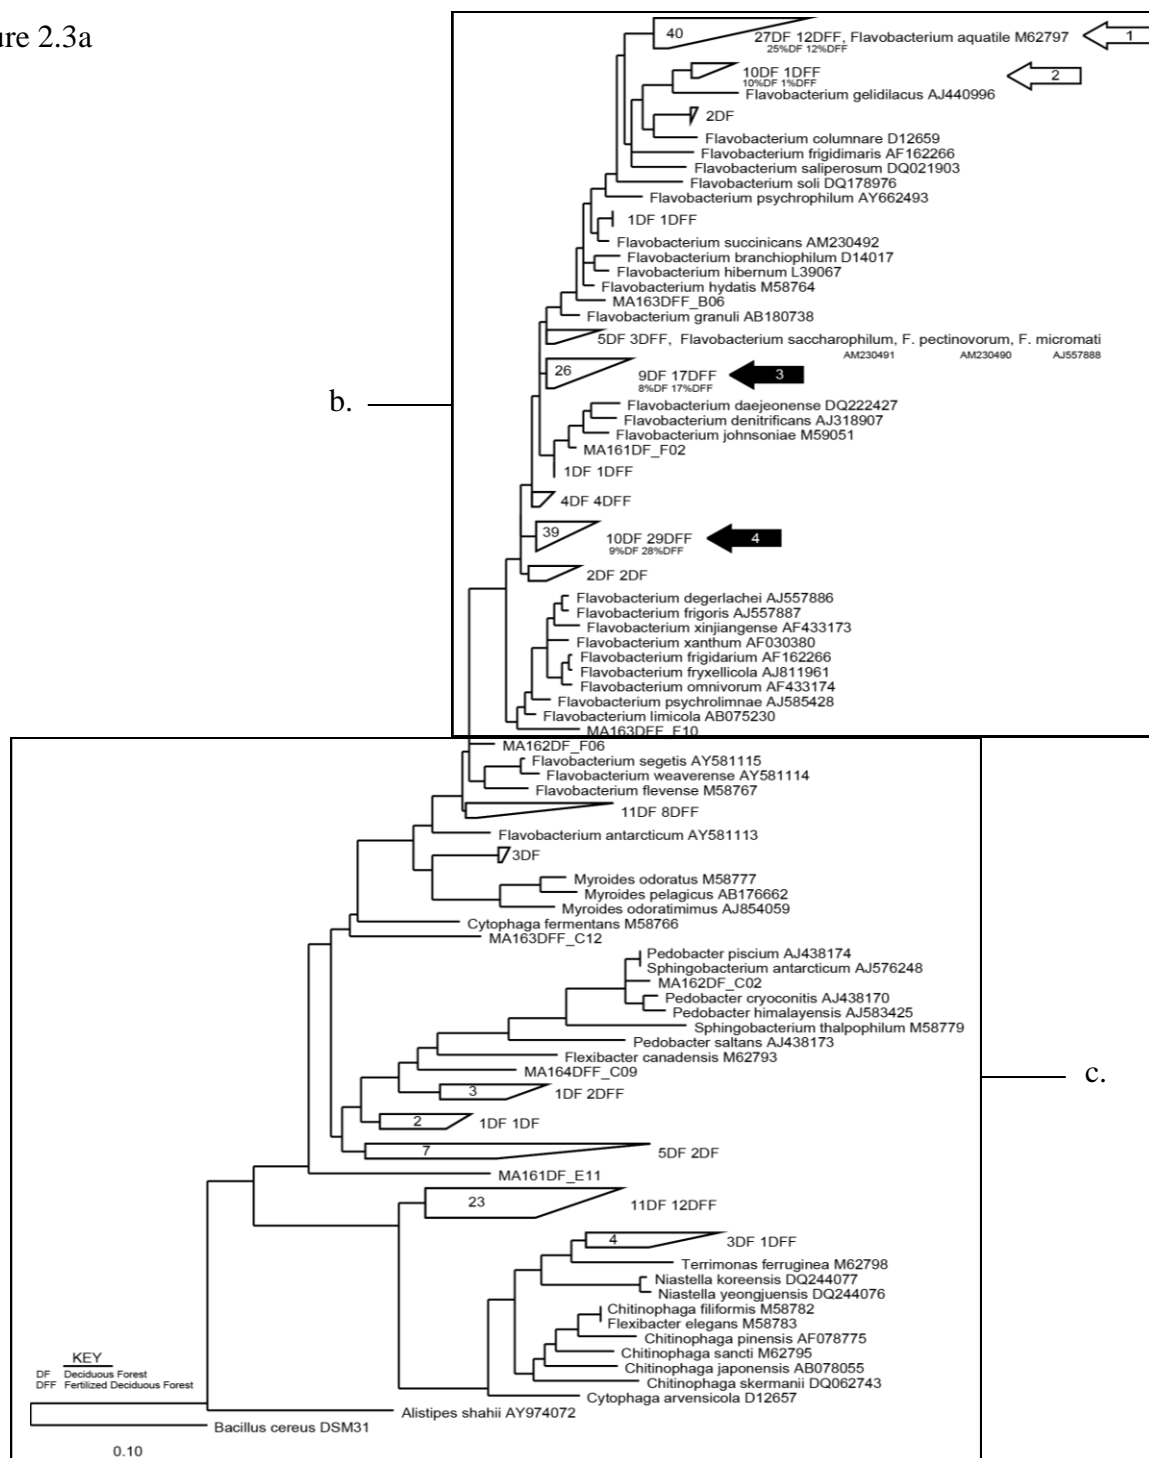 ure 2.3a
40
27DF 12DFF, Flavobacterium aquatile M62797
25%DF 12%DFF
1
10DF 1DFF
10%DF 1%DFF
2
Flavobacterium gelidilacus AJ440996
2DF
Flavobacterium columnare D12659
Flavobacterium frigidimaris AF162266
Flavobacterium saliperosum DQ021903
Flavobacterium soli DQ178976
Flavobacterium psychrophilum AY662493
1DF 1DFF
Flavobacterium succinicans AM230492
Flavobacterium branchiophilum D14017
Flavobacterium hibernum L39067
Flavobacterium hydatis M58764
MA163DFF_B06
Flavobacterium granuli AB180738
5DF 3DFF, Flavobacterium saccharophilum, F. pectinovorum, F. micromati
AM230491 AM230490 AJ557888
26
9DF 17DFF
8%DF 17%DFF
3
b.
Flavobacterium daejeonense DQ222427
Flavobacterium denitrificans AJ318907
Flavobacterium johnsoniae M59051
MA161DF_F02
1DF 1DFF
4DF 4DFF
39
10DF 29DFF
9%DF 28%DFF
4
2DF 2DF
Flavobacterium degerlachei AJ557886
Flavobacterium frigoris AJ557887
Flavobacterium xinjiangense AF433173
Flavobacterium xanthum AF030380
Flavobacterium frigidarium AF162266
Flavobacterium fryxellicola AJ811961
Flavobacterium omnivorum AF433174
Flavobacterium psychrolimnae AJ585428
Flavobacterium limicola AB075230
MA163DFF_E10
MA162DF_F06
Flavobacterium segetis AY581115
Flavobacterium weaverense AY581114
Flavobacterium flevense M58767
11DF 8DFF
Flavobacterium antarcticum AY581113
3DF
Myroides odoratus M58777
Myroides pelagicus AB176662
Myroides odoratimimus AJ854059
Cytophaga fermentans M58766
MA163DFF_C12
Pedobacter piscium AJ438174
Sphingobacterium antarcticum AJ576248
MA162DF_C02
Pedobacter cryoconitis AJ438170
Pedobacter himalayensis AJ583425
Sphingobacterium thalpophilum M58779
Pedobacter saltans AJ438173
Flexibacter canadensis M62793
MA164DFF_C09
c.
3
1DF 2DFF
2
1DF 1DF
7
5DF 2DF
MA161DF_E11
23
11DF 12DFF
4
3DF 1DFF
Terrimonas ferruginea M62798
Niastella koreensis DQ244077
Niastella yeongjuensis DQ244076
Chitinophaga filiformis M58782
Flexibacter elegans M58783
Chitinophaga pinensis AF078775
Chitinophaga sancti M62795
Chitinophaga japonensis AB078055
Chitinophaga skermanii DQ062743
Cytophaga arvensicola D12657
KEY
DF Deciduous Forest
DFF Fertilized Deciduous Forest
Alistipes shahii AY974072
Bacillus cereus DSM31
0.10